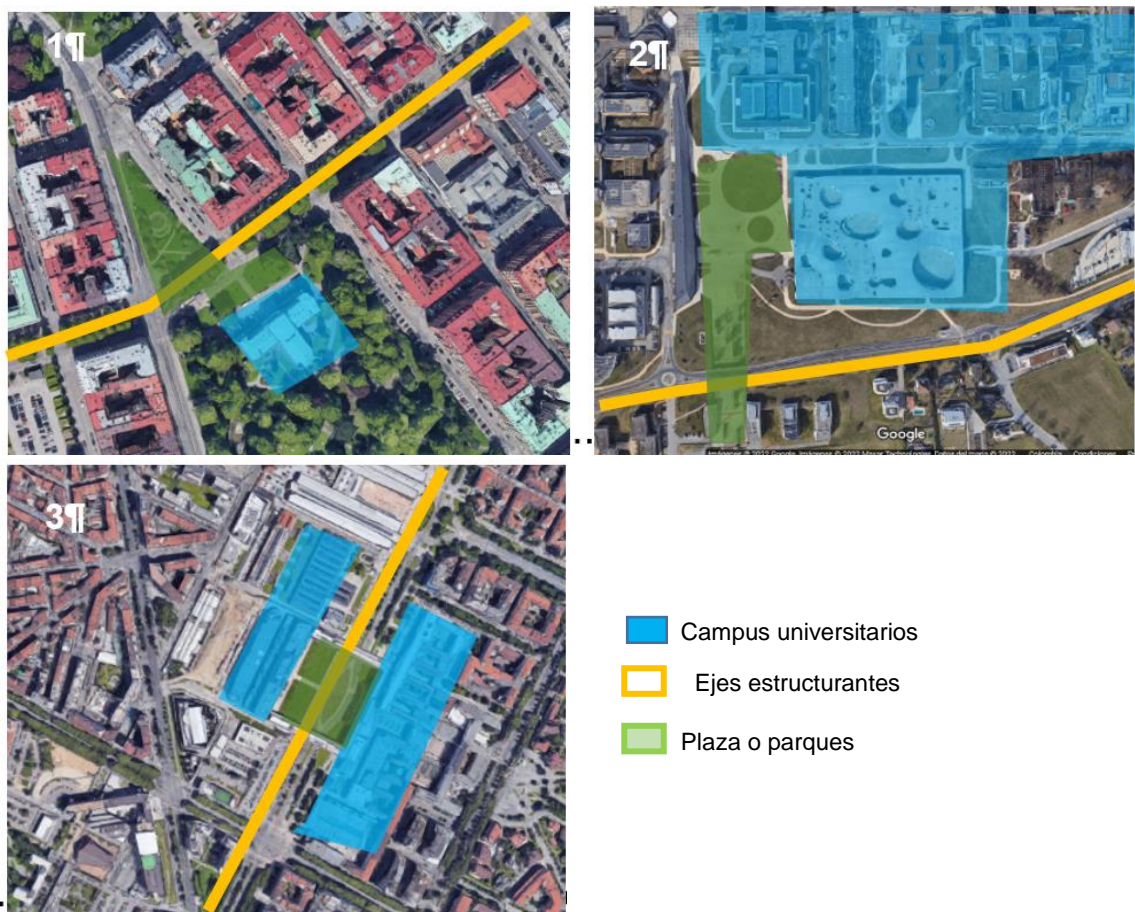 1¶
2¶
Google
3¶
Campus universitarios
Ejes estructurantes
Plaza o parques